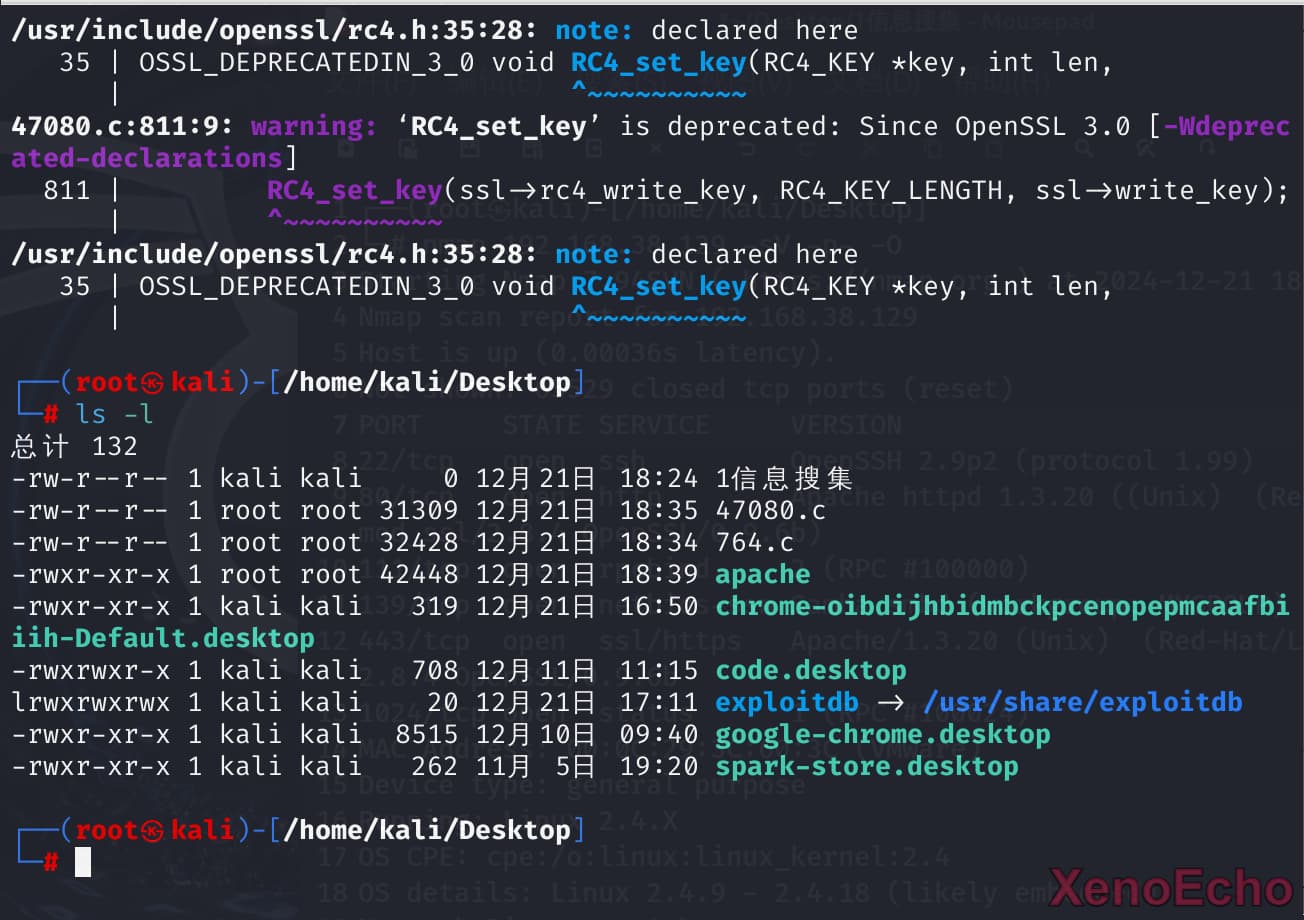 /usr/include/openssl/rc4.h:35:28: note: declared here
   35 | OSSL_DEPRECATEDIN_3_0 void RC4_set_key(RC4_KEY *key, int len,
      |                            ^~~~~~~~~~~
47080.c:811:9: warning: ‘RC4_set_key’ is deprecated: Since OpenSSL 3.0 [-Wdeprec
ated-declarations]
  811 |         RC4_set_key(ssl->rc4_write_key, RC4_KEY_LENGTH, ssl->write_key);
      |         ^~~~~~~~~~~
/usr/include/openssl/rc4.h:35:28: note: declared here
   35 | OSSL_DEPRECATEDIN_3_0 void RC4_set_key(RC4_KEY *key, int len,
      |                            ^~~~~~~~~~~
┌──(root㉿kali)-[/home/kali/Desktop]
└─# ls -l
总计 132
-rw-r--r-- 1 kali kali     0 12月21日 18:24 1信息搜集
-rw-r--r-- 1 root root 31309 12月21日 18:35 47080.c
-rw-r--r-- 1 root root 32428 12月21日 18:34 764.c
-rwxr-xr-x 1 root root 42448 12月21日 18:39 apache
-rwxr-xr-x 1 kali kali   319 12月21日 16:50 chrome-oibdijhbidmbckpcenopepmcaafbi
iih-Default.desktop
-rwxrwxr-x 1 kali kali   708 12月11日 11:15 code.desktop
lrwxrwxrwx 1 kali kali    20 12月21日 17:11 exploitdb -> /usr/share/exploitdb
-rwxr-xr-x 1 kali kali  8515 12月10日 09:40 google-chrome.desktop
-rwxr-xr-x 1 kali kali   262 11月 5日 19:20 spark-store.desktop
┌──(root㉿kali)-[/home/kali/Desktop]
└─#
XenoEcho